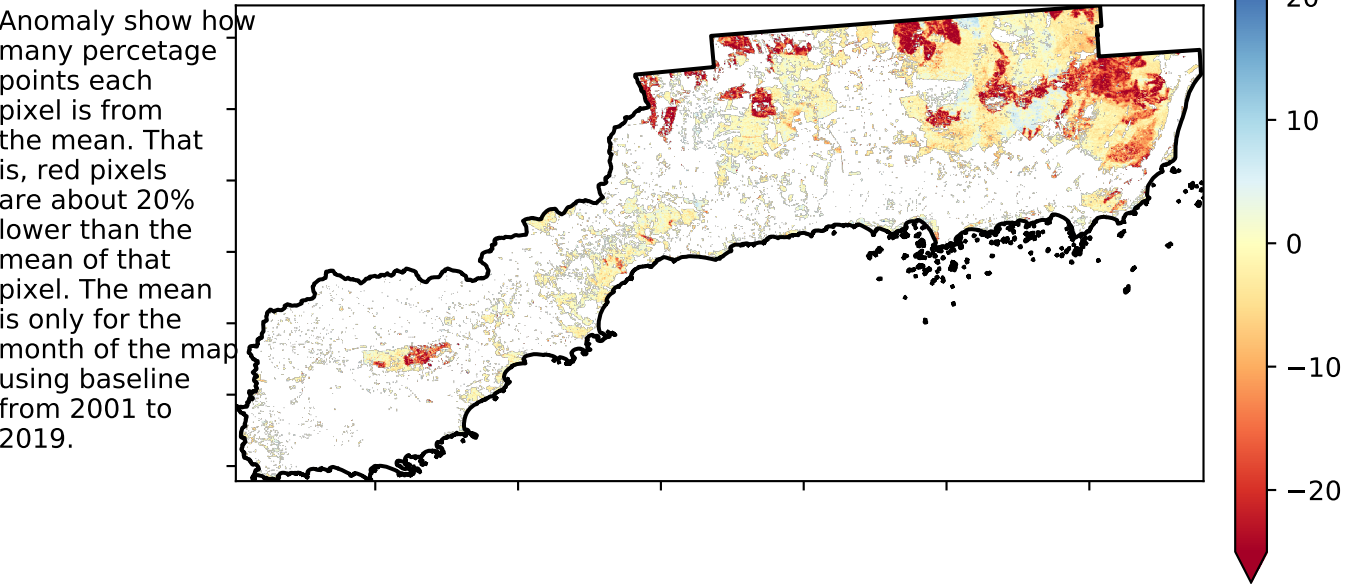 Anomaly show how
many percetage
points each
pixel is from
the mean. That
is, red pixels
are about 20%
lower than the
mean of that
pixel. The mean
is only for the
month of the map
using baseline
from 2001 to
2019.
20
10
0
−10
−20